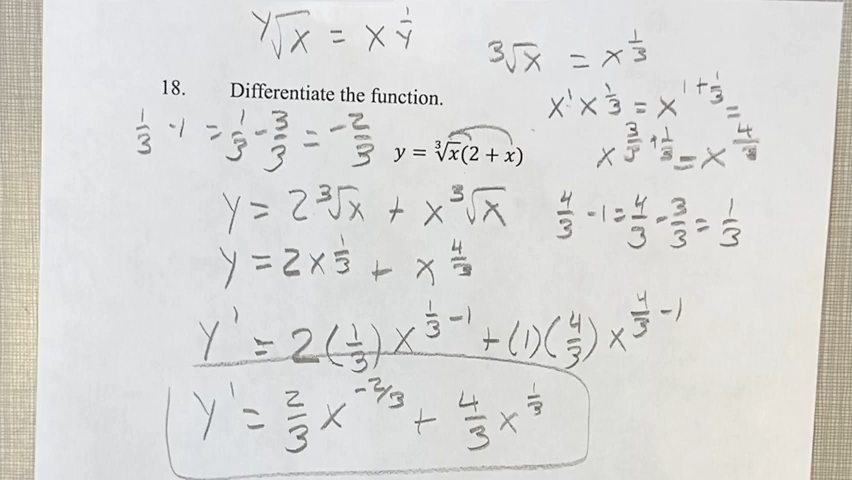 ʸ√x = x^(1/y)
³√x = x^(1/3)
18. Differentiate the function.
x¹ x^(1/3) = x^(1 + 1/3) =
1/3 - 1 = 1/3 - 3/3 = -2/3
y = ³√x(2 + x)
x^(3/3 + 1/3) = x^(4/3)
y = 2 ³√x + x ³√x
4/3 - 1 = 4/3 - 3/3 = 1/3
y = 2x^(1/3) + x^(4/3)
y' = 2(1/3)x^(1/3 - 1) + (1)(4/3)x^(4/3 - 1)
y' = 2/3 x^(-2/3) + 4/3 x^(1/3)